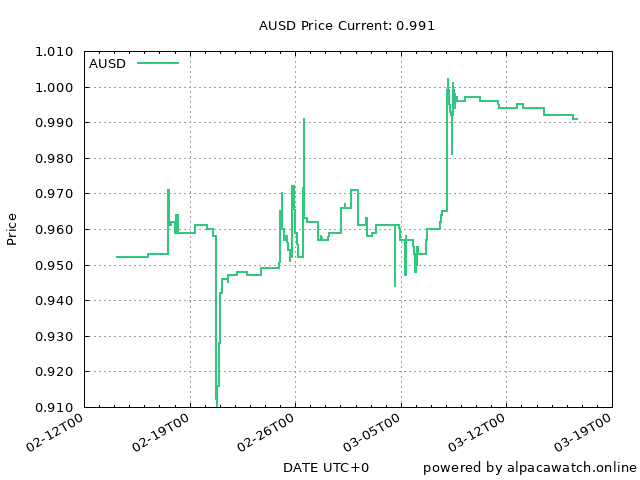 AUSD Price Current: 0.991
1.010
AUSD
1.000
0.990
0.980
0.970
0.960
Price
0.950
0.940
0.930
0.920
0.910
02-12T00 02-19T00 02-26T00 03-05T00 03-12T00 03-19T00
DATE UTC+0 powered by alpacawatch.online